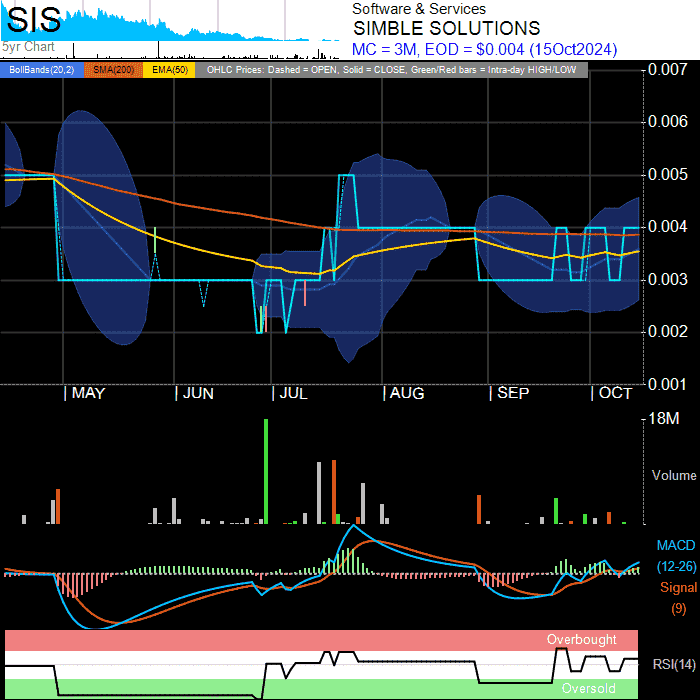 SIS
5yr Chart
Software & Services
SIMBLE SOLUTIONS
MC = 3M, EOD = $0.004 (15Oct2024)
BollBands(20,2) SMA(200) EMA(50) OHLC Prices: Dashed = OPEN, Solid = CLOSE, Green/Red bars = Intra-day HIGH/LOW
0.007
0.006
0.005
0.004
0.003
0.002
0.001
| MAY | JUN | JUL | AUG | SEP | OCT
18M
Volume
MACD
(12-26)
Signal
(9)
Overbought
RSI(14)
Oversold